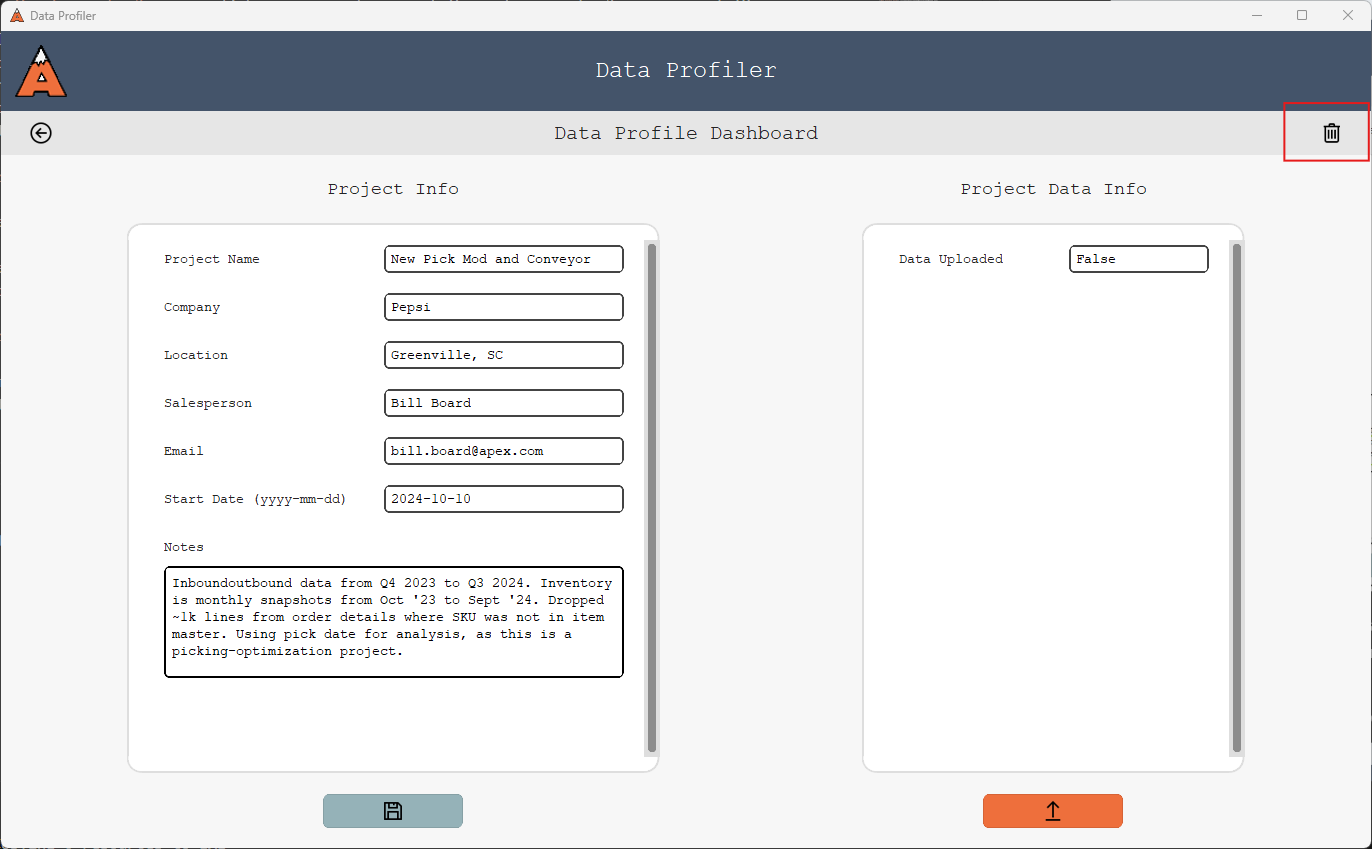 Data Profiler
Data Profiler
Data Profile Dashboard
Project Info
Project Name
New Pick Mod and Conveyor
Company
Pepsi
Location
Greenville, SC
Salesperson
Bill Board
Email
bill.board@apex.com
Start Date (yyyy-mm-dd)
2024-10-10
Notes
Inboundoutbound data from Q4 2023 to Q3 2024. Inventory
is monthly snapshots from Oct '23 to Sept '24. Dropped
~1k lines from order details where SKU was not in item
master. Using pick date for analysis, as this is a
picking-optimization project.
Project Data Info
Data Uploaded
False